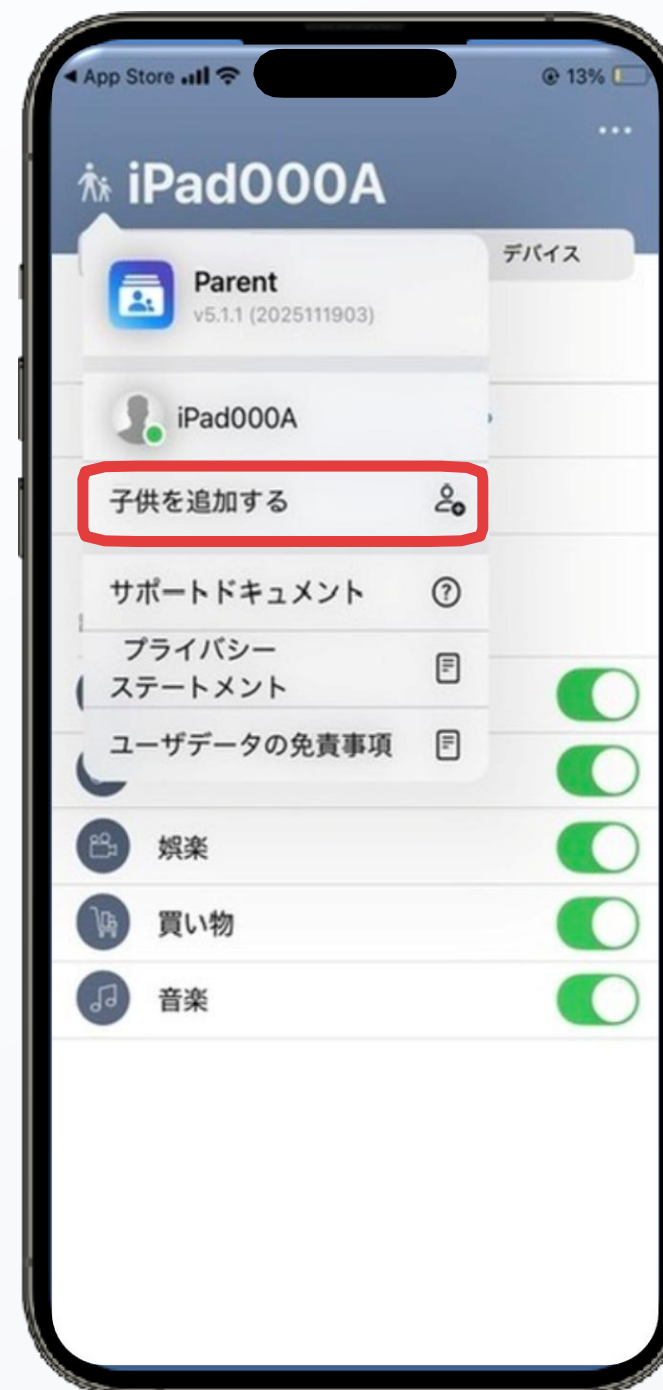 App Store
13%
iPad000A
デバイス
Parent
v5.1.1 (2025111903)
iPad000A
子供を追加する
サポートドキュメント
プライバシー
ステートメント
ユーザデータの免責事項
娯楽
買い物
音楽